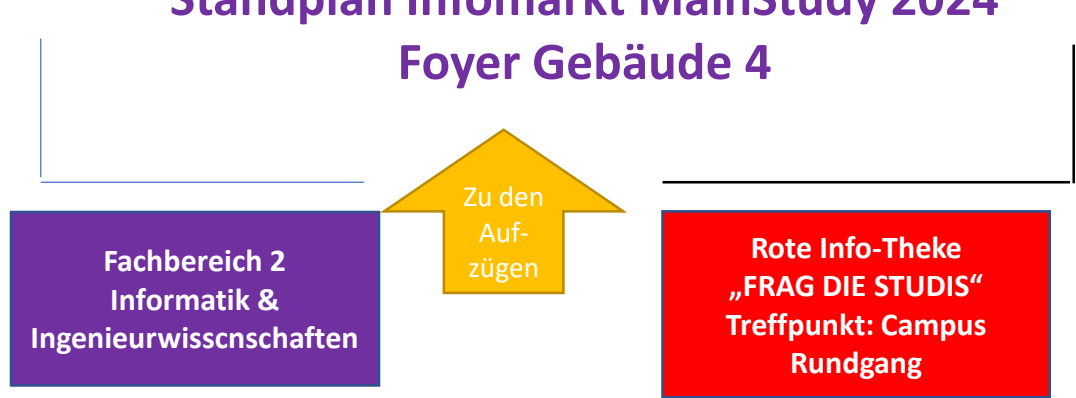 Standplan Infomarkt MainStudy 2024
Foyer Gebäude 4
Zu den
Auf-
zügen
Fachbereich 2
Informatik &
Ingenieurwisscnschaften
Rote Info-Theke
„FRAG DIE STUDIS“
Treffpunkt: Campus
Rundgang